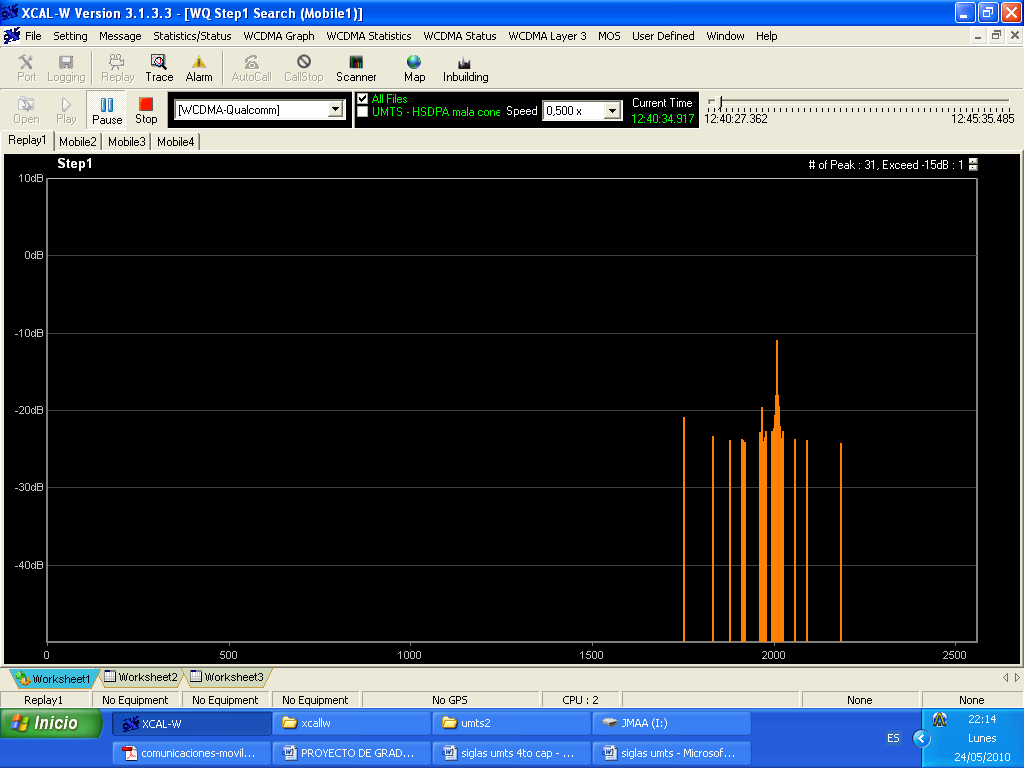 XCAL-W Version 3.1.3.3 - [WQ Step1 Search (Mobile1)]
File Setting Message Statistics/Status WCDMA Graph WCDMA Statistics WCDMA Status WCDMA Layer 3 MOS User Defined Window Help
Port Logging Replay Trace Alarm AutoCall CallStop Scanner Map Inbuilding
Open Play Pause Stop [WCDMA-Qualcomm] Speed 0,500 x
All Files
UMTS - HSDPA mala cone
Current Time
12:40:34.917
12:40:27.362 12:45:35.485
Replay1 Mobile2 Mobile3 Mobile4
Step1 # of Peak : 31, Exceed -15dB : 1
10dB
0dB
-10dB
-20dB
-30dB
-40dB
0 500 1000 1500 2000 2500
Worksheet1 Worksheet2 Worksheet3
Replay1 No Equipment No Equipment No Equipment No GPS CPU : 2 None None
Inicio XCAL-W xcallw umts2 JMAA (I:)
comunicaciones-movil... PROYECTO DE GRAD... siglas umts 4to cap - ... siglas umts - Microsof...
ES
22:14
Lunes
24/05/2010